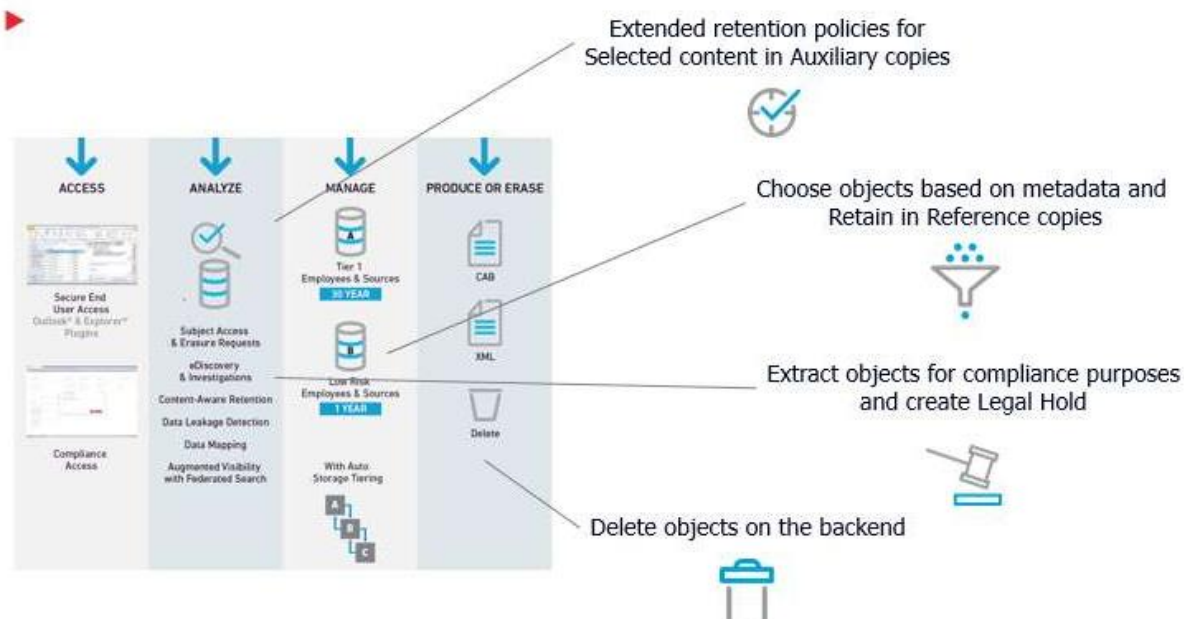 Extended retention policies for
Selected content in Auxiliary copies
ACCESS
ANALYZE
MANAGE
PRODUCE OR ERASE
Choose objects based on metadata and
Retain in Reference copies
A
Tier 1
Employees & Sources
30 YEAR
CAB
Secure End
User Access
Outlook® & Explorer®
Plugins
Subject Access
& Erasure Requests
eDiscovery
& Investigations
Content-Aware Retention
Data Leakage Detection
Data Mapping
Augmented Visibility
with Federated Search
B
Low Risk
Employees & Sources
1 YEAR
XML
Delete
Extract objects for compliance purposes
and create Legal Hold
Compliance
Access
With Auto
Storage Tiering
A
B
C
Delete objects on the backend